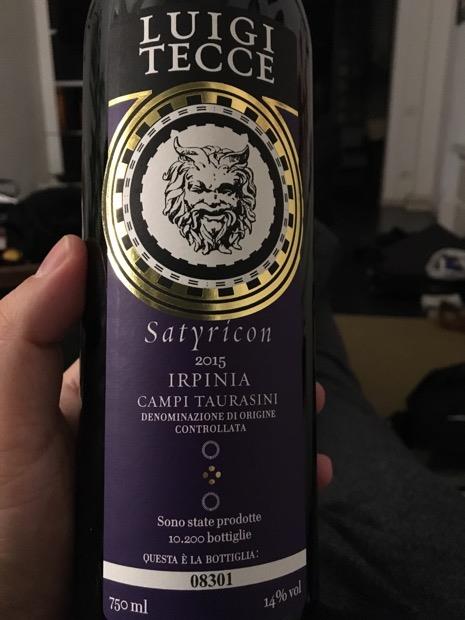 LUIGI
TECCE
Satyricon
2015
IRPINIA
CAMPI TAURASINI
DENOMINAZIONE DI ORIGINE
CONTROLLATA
Sono state prodotte
10.200 bottiglie
QUESTA È LA BOTTIGLIA:
08301
750 ml
14% vol